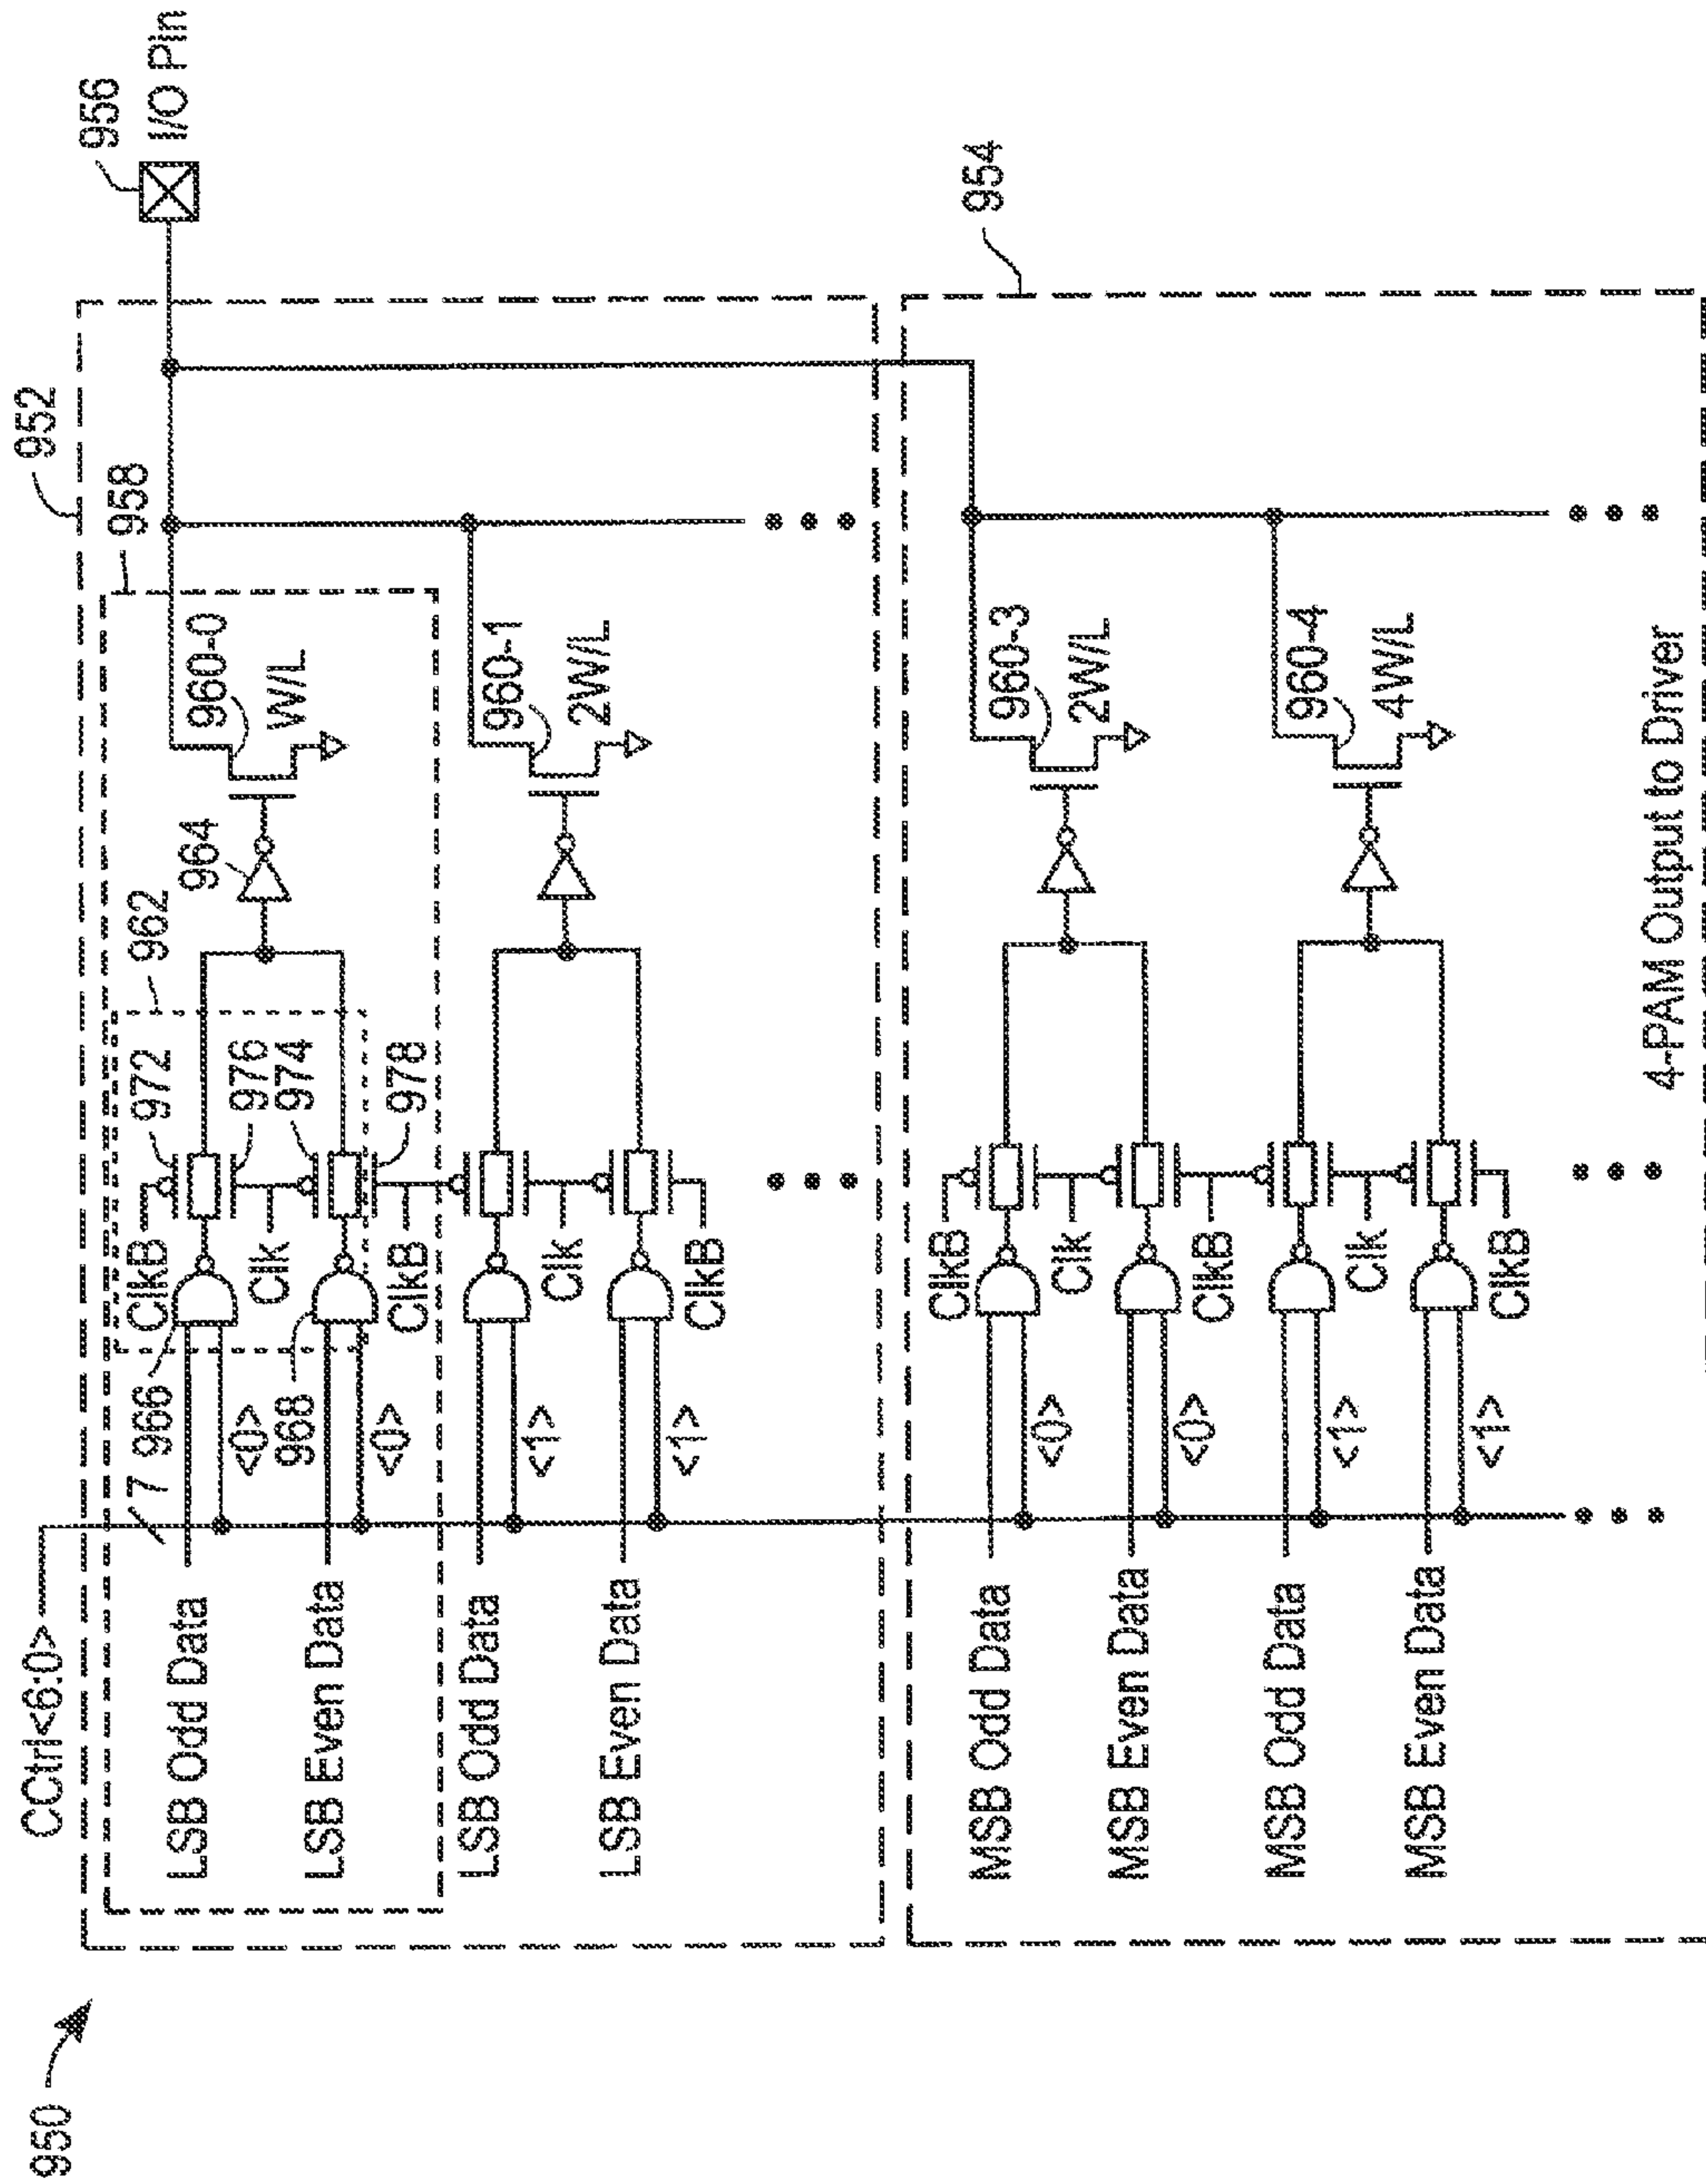 950
CCtrl<6:0>
952
958
956
I/O Pin
7
966
962
972
ClkB
964
960-0
W/L
LSB Odd Data
<0>
976
Clk
974
968
LSB Even Data
<0>
ClkB
978
960-1
2W/L
LSB Odd Data
<1>
Clk
LSB Even Data
<1>
ClkB
954
ClkB
960-3
2W/L
MSB Odd Data
<0>
Clk
MSB Even Data
<0>
ClkB
960-4
4W/L
MSB Odd Data
<1>
Clk
MSB Even Data
<1>
ClkB
4-PAM Output to Driver